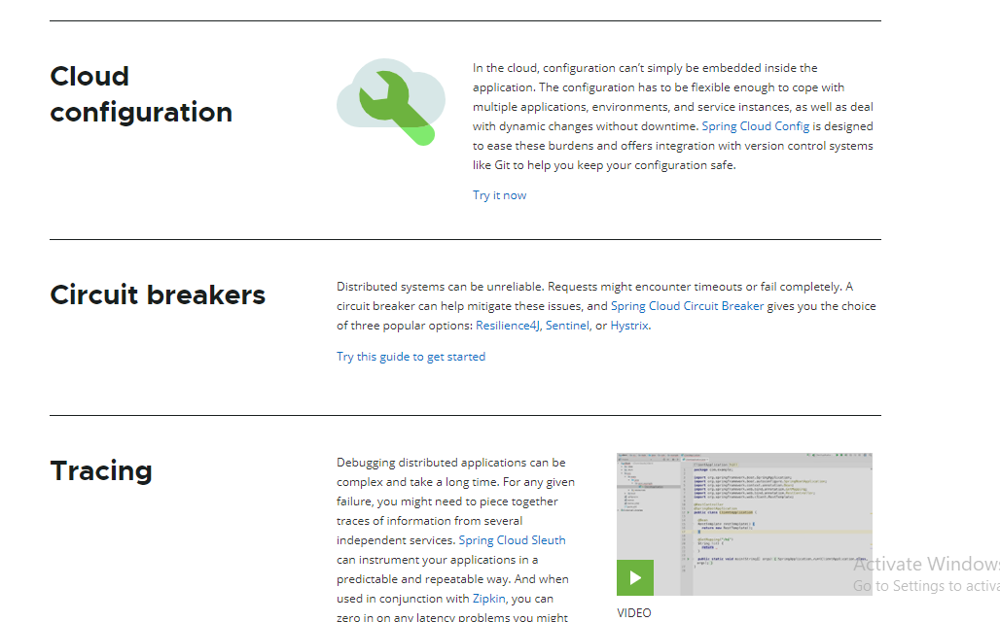 Cloud
configuration
In the cloud, configuration can't simply be embedded inside the
application. The configuration has to be flexible enough to cope with
multiple applications, environments, and service instances, as well as deal
with dynamic changes without downtime. Spring Cloud Config is designed
to ease these burdens and offers integration with version control systems
like Git to help you keep your configuration safe.
Try it now
Circuit breakers
Distributed systems can be unreliable. Requests might encounter timeouts or fail completely. A
circuit breaker can help mitigate these issues, and Spring Cloud Circuit Breaker gives you the choice
of three popular options: Resilience4J, Sentinel, or Hystrix.
Try this guide to get started
Tracing
Debugging distributed applications can be
complex and take a long time. For any given
failure, you might need to piece together
traces of information from several
independent services. Spring Cloud Sleuth
can instrument your applications in a
predictable and repeatable way. And when
used in conjunction with Zipkin, you can
zero in on any latency problems you might
VIDEO
Activate Windows
Go to Settings to activa